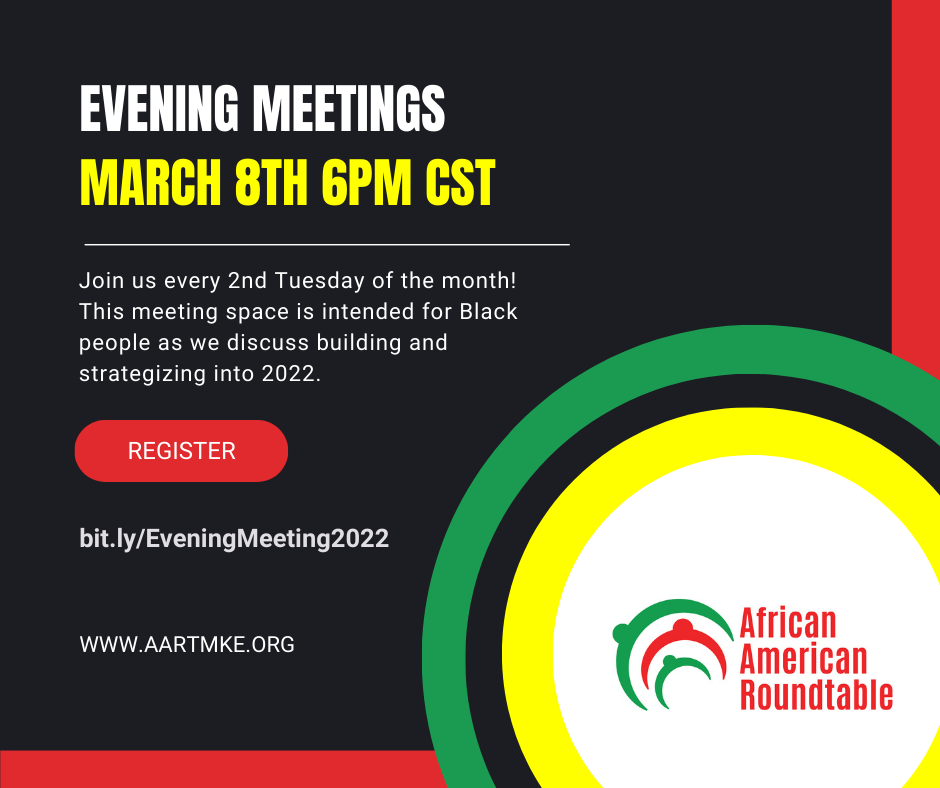 EVENING MEETINGS
MARCH 8TH 6PM CST
Join us every 2nd Tuesday of the month!
This meeting space is intended for Black
people as we discuss building and
strategizing into 2022.
REGISTER
bit.ly/EveningMeeting2022
WWW.AARTMKE.ORG
African
American
Roundtable